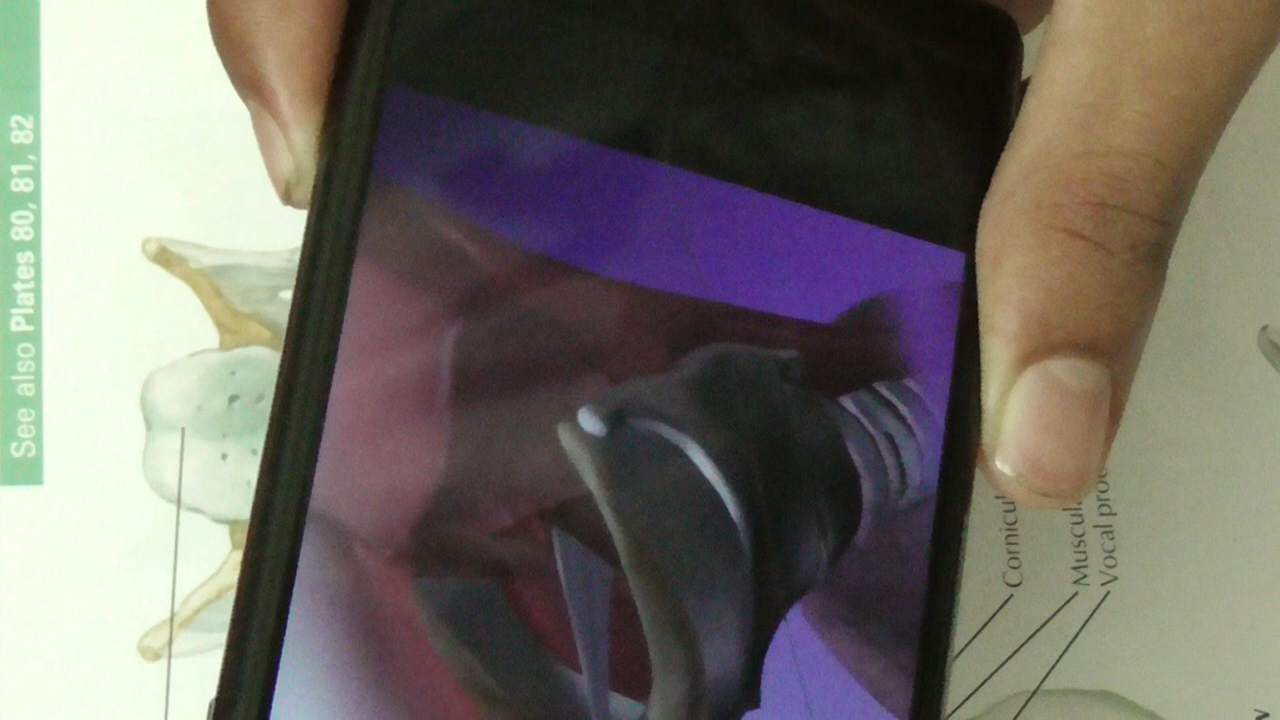 See also Plates 80, 81, 82
Cornicul
Muscul
Vocal proc